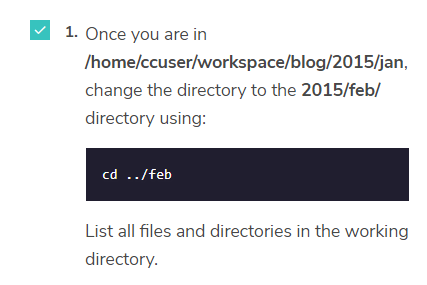 1. Once you are in
/home/ccuser/workspace/blog/2015/jan,
change the directory to the 2015/feb/
directory using:
cd ../feb
List all files and directories in the working
directory.